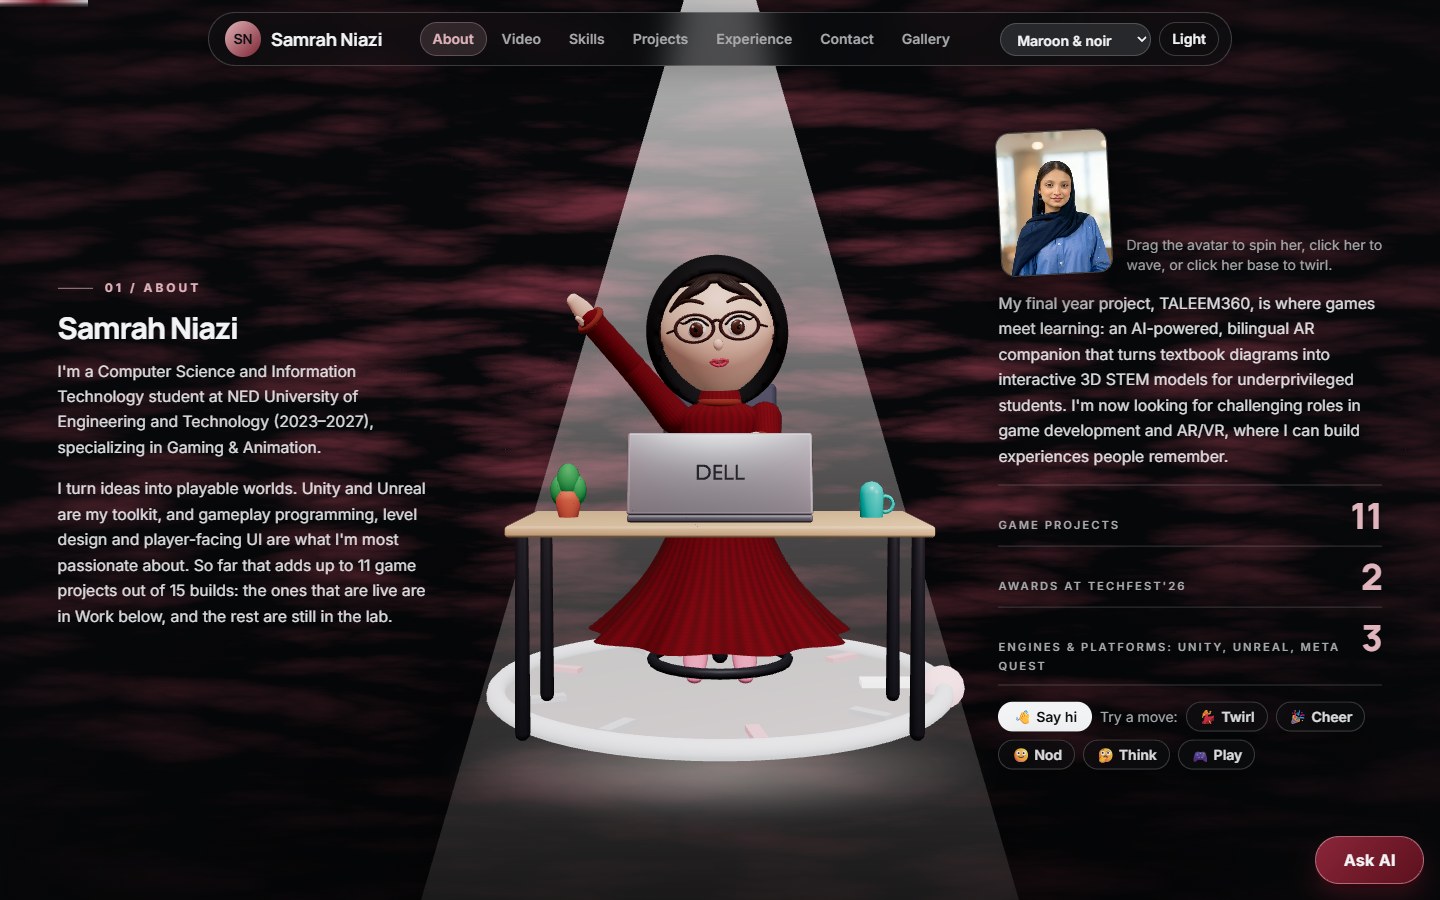 SN
Samrah Niazi
About
Video
Skills
Projects
Experience
Contact
Gallery
Maroon & noir
Light
01 / ABOUT
Samrah Niazi
I'm a Computer Science and Information
Technology student at NED University of
Engineering and Technology (2023–2027),
specializing in Gaming & Animation.
I turn ideas into playable worlds. Unity and Unreal
are my toolkit, and gameplay programming, level
design and player-facing UI are what I'm most
passionate about. So far that adds up to 11 game
projects out of 15 builds: the ones that are live are
in Work below, and the rest are still in the lab.
DELL
Drag the avatar to spin her, click her to
wave, or click her base to twirl.
My final year project, TALEEM360, is where games
meet learning: an AI-powered, bilingual AR
companion that turns textbook diagrams into
interactive 3D STEM models for underprivileged
students. I'm now looking for challenging roles in
game development and AR/VR, where I can build
experiences people remember.
GAME PROJECTS 11
AWARDS AT TECHFEST'26 2
ENGINES & PLATFORMS: UNITY, UNREAL, META 3
QUEST
Say hi Try a move: Twirl Cheer
Nod Think Play
Ask AI